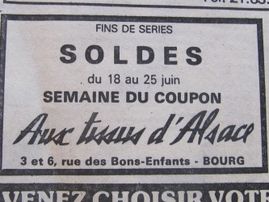 FINS DE SERIES
SOLDES
du 18 au 25 juin
SEMAINE DU COUPON
Aux tissus d'Alsace
3 et 6, rue des Bons-Enfants - BOURG
VENEZ CHOISIR